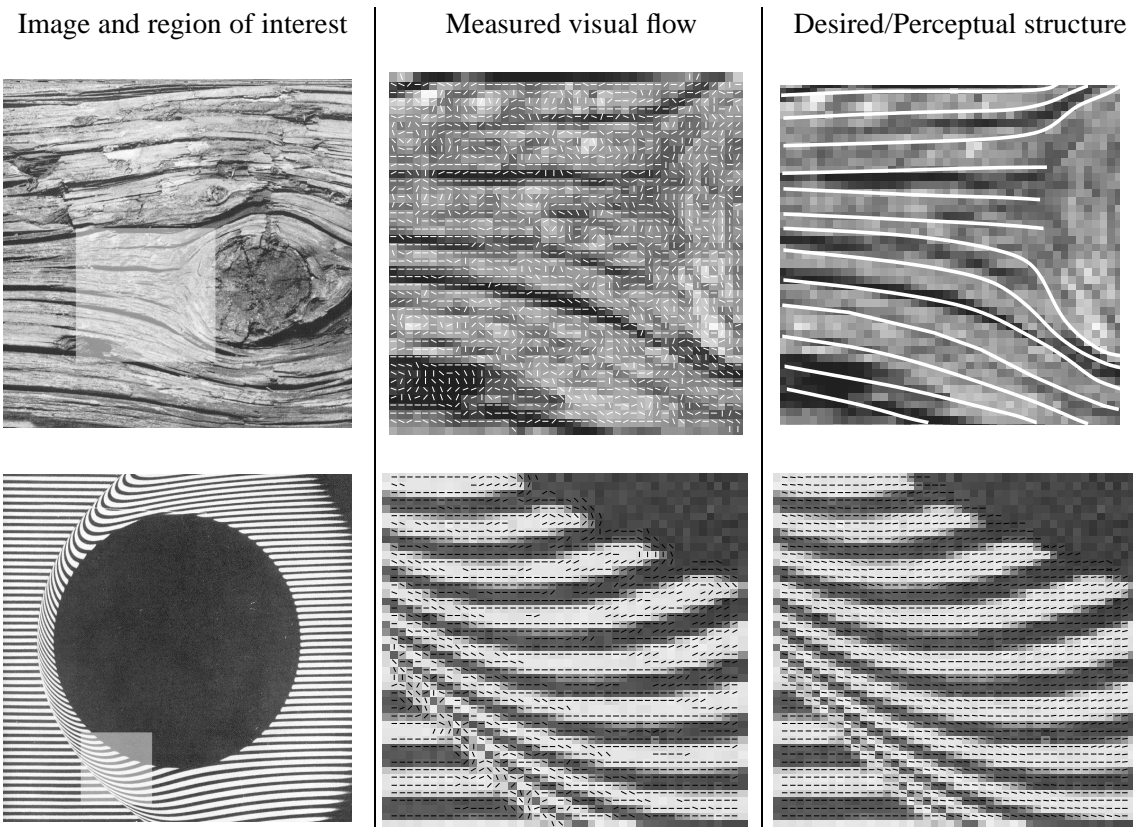 Image and region of interest
Measured visual flow
Desired/Perceptual structure